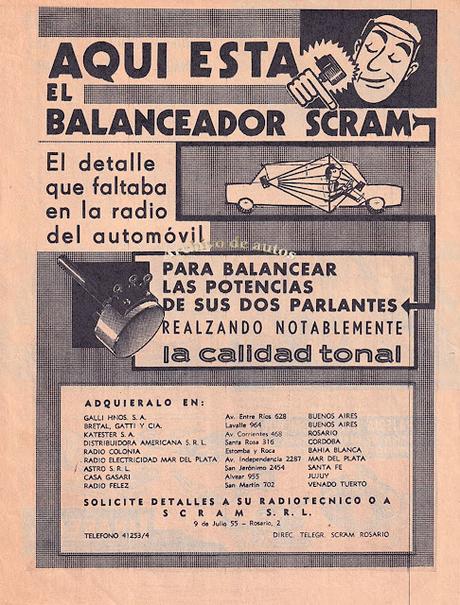 AQUI ESTA
EL
BALANCEADOR SCRAM
El detalle
que faltaba
en la radio
del automóvil
Archivo de autos
PARA BALANCEAR
LAS POTENCIAS
DE SUS DOS PARLANTES
REALZANDO NOTABLEMENTE
la calidad tonal
ADQUIERALO EN:
GALLI HNOS. S. A. Av. Entre Ríos 628 BUENOS AIRES
BRETAL, GATTI Y CIA. Lavalle 964 BUENOS AIRES
KATESTER S. A. Av. Corrientes 468 ROSARIO
DISTRIBUIDORA AMERICANA S. R. L. Santa Rosa 316 CORDOBA
RADIO COLONIA Estomba y Roca BAHIA BLANCA
RADIO ELECTRICIDAD MAR DEL PLATA Av. Independencia 2287 MAR DEL PLATA
ASTRO S. R. L. San Jerónimo 2454 SANTA FE
CASA GASARI Alvear 955 JUJUY
RADIO FELEZ San Martín 702 VENADO TUERTO
SOLICITE DETALLES A SU RADIOTECNICO O A
SCRAM S.R.L.
9 de Julio 55 - Rosario, 2
TELEFONO 41253/4 DIREC. TELEGR. SCRAM ROSARIO